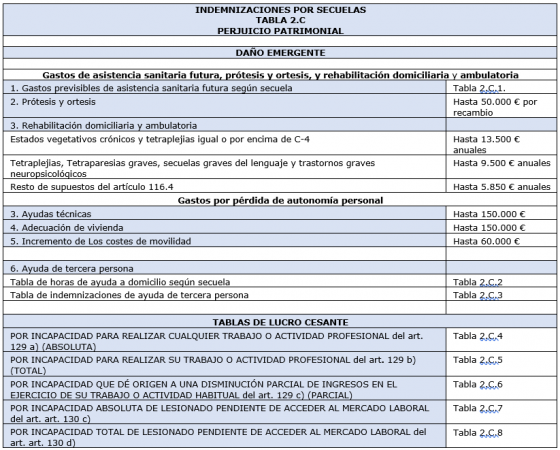 INDEMNIZACIONES POR SECUELAS
TABLA 2.C
PERJUICIO PATRIMONIAL
DAÑO EMERGENTE
Gastos de asistencia sanitaria futura, prótesis y ortesis, y rehabilitación domiciliaria y ambulatoria
1. Gastos previsibles de asistencia sanitaria futura según secuela
Tabla 2.C.1.
2. Prótesis y ortesis
Hasta 50.000 € por
recambio
3. Rehabilitación domiciliaria y ambulatoria
Estados vegetativos crónicos y tetraplejias igual o por encima de C-4
Hasta 13.500 €
anuales
Tetraplejias, Tetraparesias graves, secuelas graves del lenguaje y trastornos graves
neuropsicológicos
Hasta 9.500 € anuales
Resto de supuestos del artículo 116.4
Hasta 5.850 € anuales
Gastos por pérdida de autonomía personal
3. Ayudas técnicas
Hasta 150.000 €
4. Adecuación de vivienda
Hasta 150.000 €
5. Incremento de Los costes de movilidad
Hasta 60.000 €
6. Ayuda de tercera persona
Tabla de horas de ayuda a domicilio según secuela
Tabla 2.C.2
Tabla de indemnizaciones de ayuda de tercera persona
Tabla 2.C.3
TABLAS DE LUCRO CESANTE
POR INCAPACIDAD PARA REALIZAR CUALQUIER TRABAJO O ACTIVIDAD PROFESIONAL del art.
129 a) (ABSOLUTA)
Tabla 2.C.4
POR INCAPACIDAD PARA REALIZAR SU TRABAJO O ACTIVIDAD PROFESIONAL del art. 129 b)
(TOTAL)
Tabla 2.C.5
POR INCAPACIDAD QUE DÉ ORIGEN A UNA DISMINUCIÓN PARCIAL DE INGRESOS EN EL
EJERCICIO DE SU TRABAJO O ACTIVIDAD HABITUAL del art. 129 c) (PARCIAL)
Tabla 2.C.6
POR INCAPACIDAD ABSOLUTA DE LESIONADO PENDIENTE DE ACCEDER AL MERCADO LABORAL
del art. art. 130 c)
Tabla 2.C.7
POR INCAPACIDAD TOTAL DE LESIONADO PENDIENTE DE ACCEDER AL MERCADO LABORAL del
art. art. 130 d)
Tabla 2.C.8